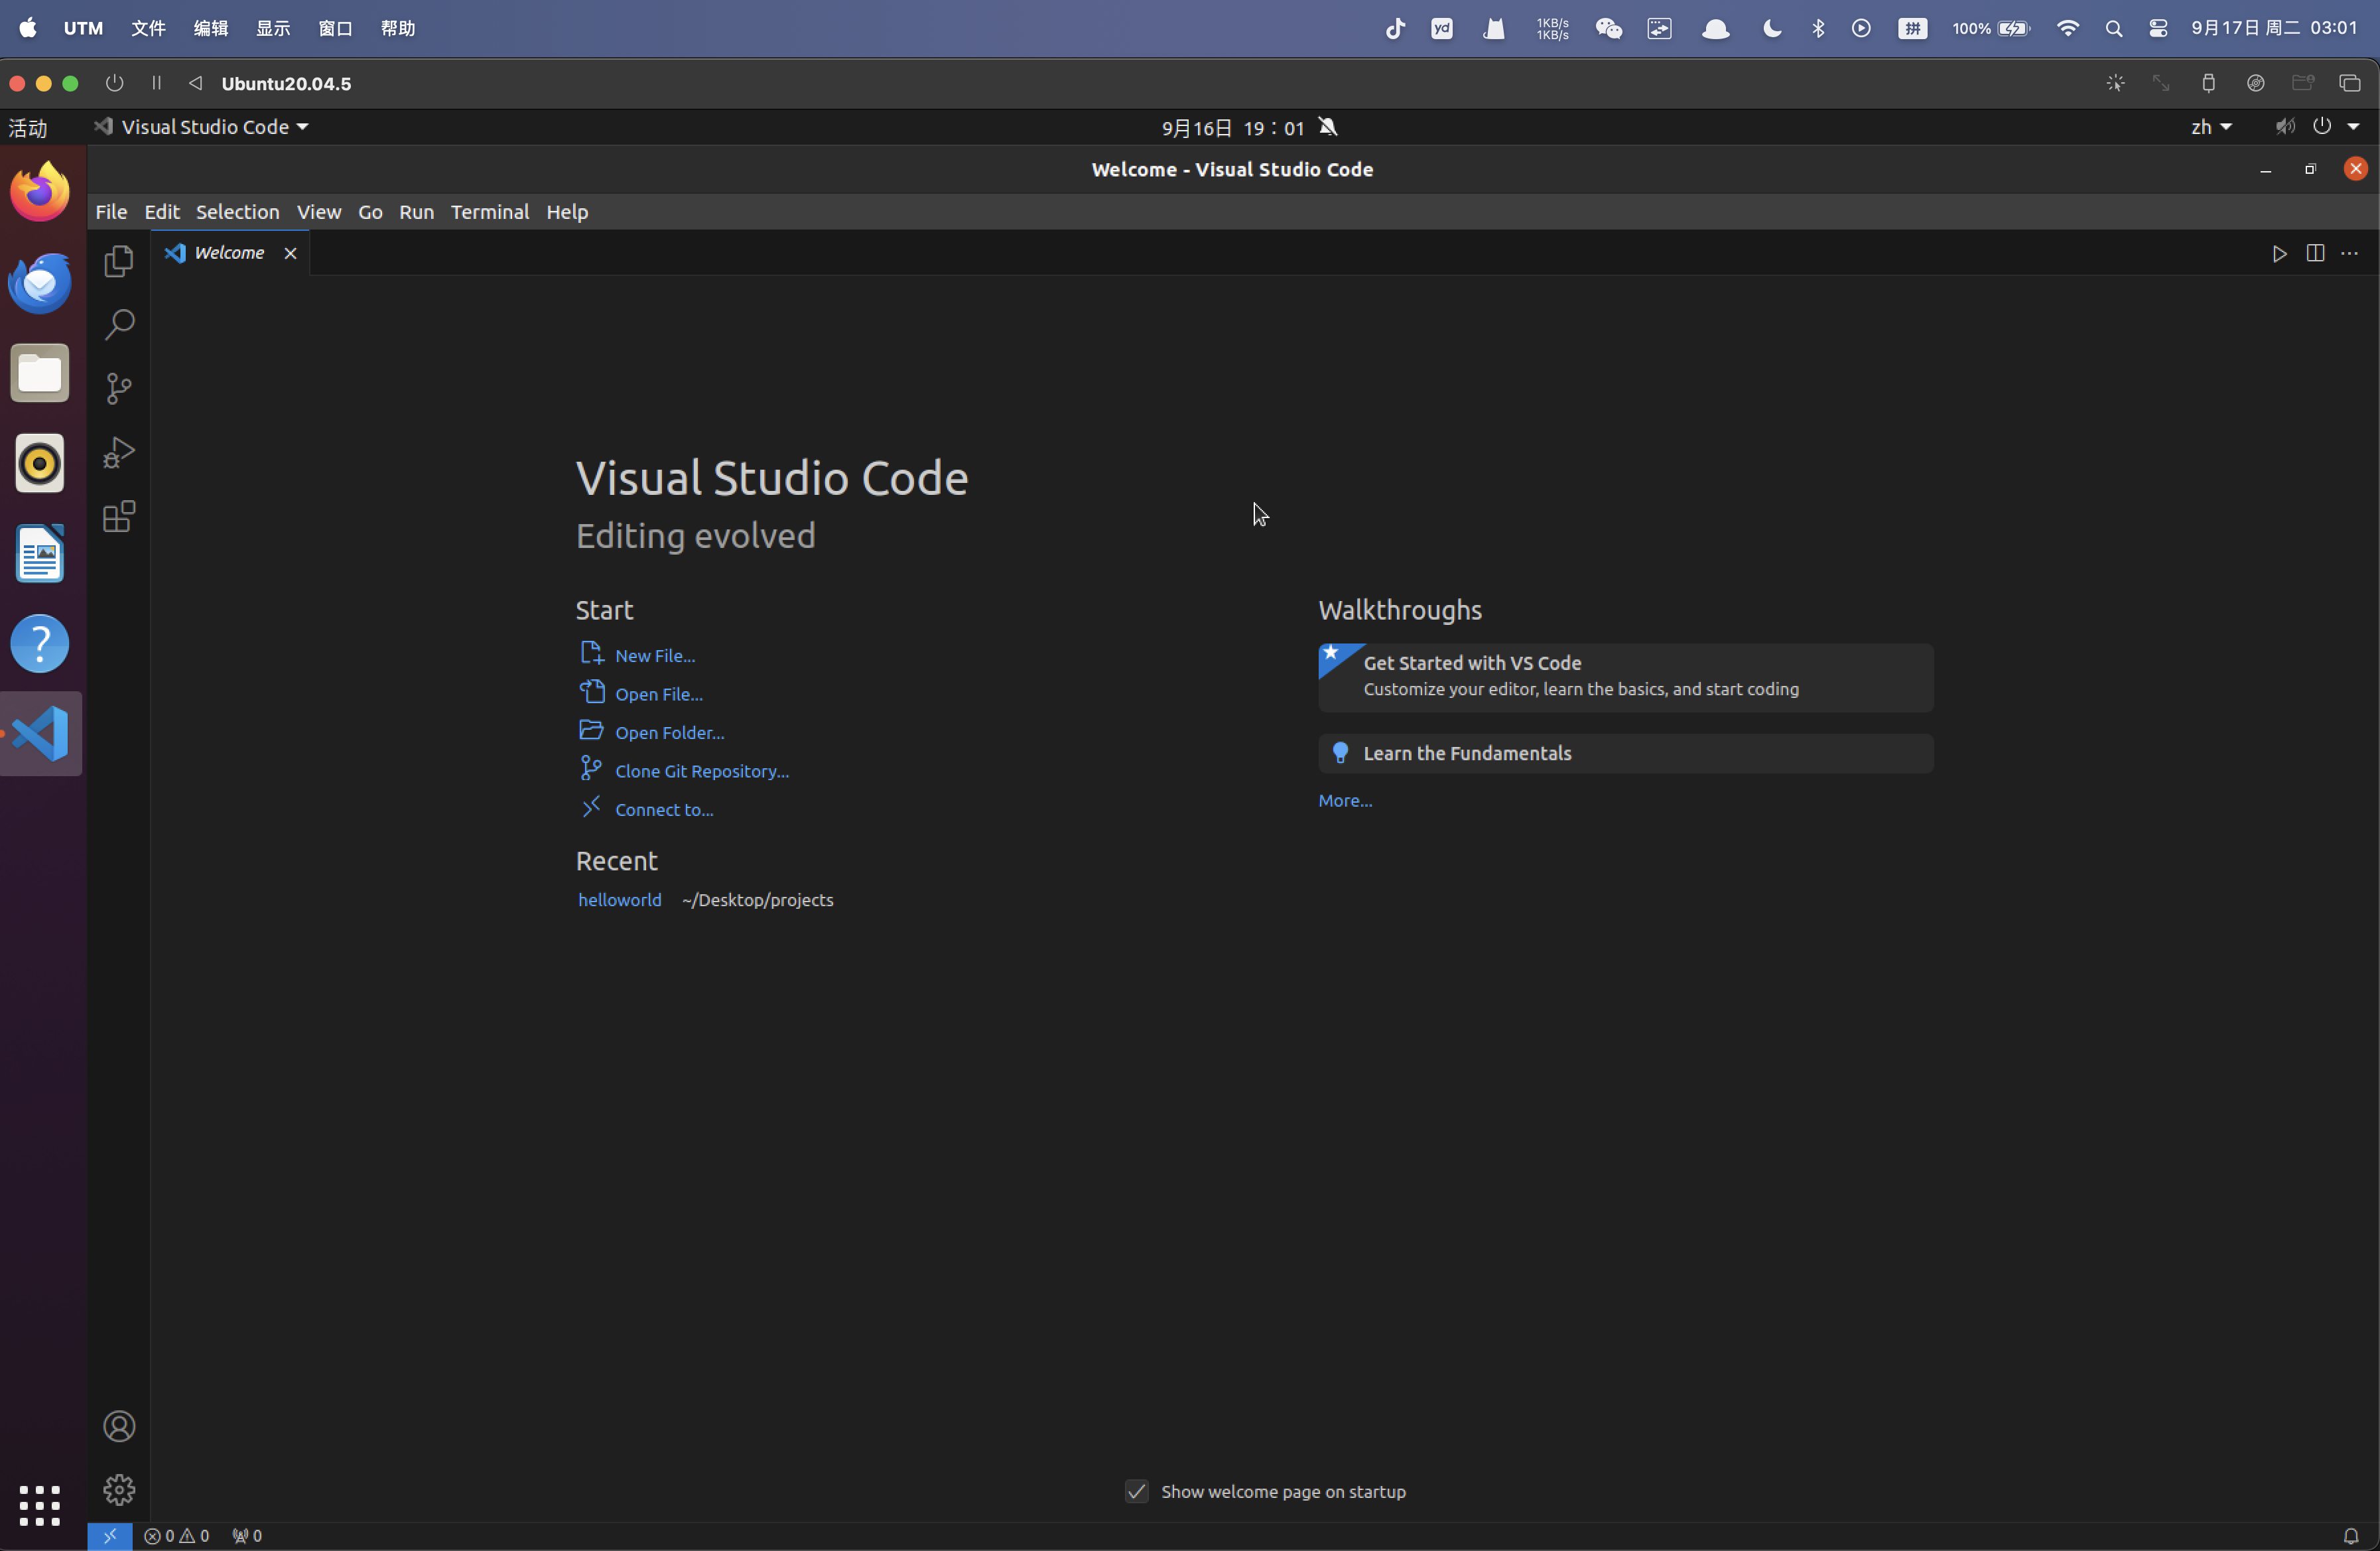 UTM 文件 编辑 显示 窗口 帮助 yd 1KB/s 1KB/s 拼 100% 9月17日 周二 03:01
Ubuntu20.04.5
活动 Visual Studio Code 9月16日 19：01 zh
Welcome - Visual Studio Code
File Edit Selection View Go Run Terminal Help
Welcome
Visual Studio Code
Editing evolved
Start
New File...
Open File...
Open Folder...
Clone Git Repository...
Connect to...
Recent
helloworld ~/Desktop/projects
Walkthroughs
Get Started with VS Code
Customize your editor, learn the basics, and start coding
Learn the Fundamentals
More...
Show welcome page on startup
0 0 0